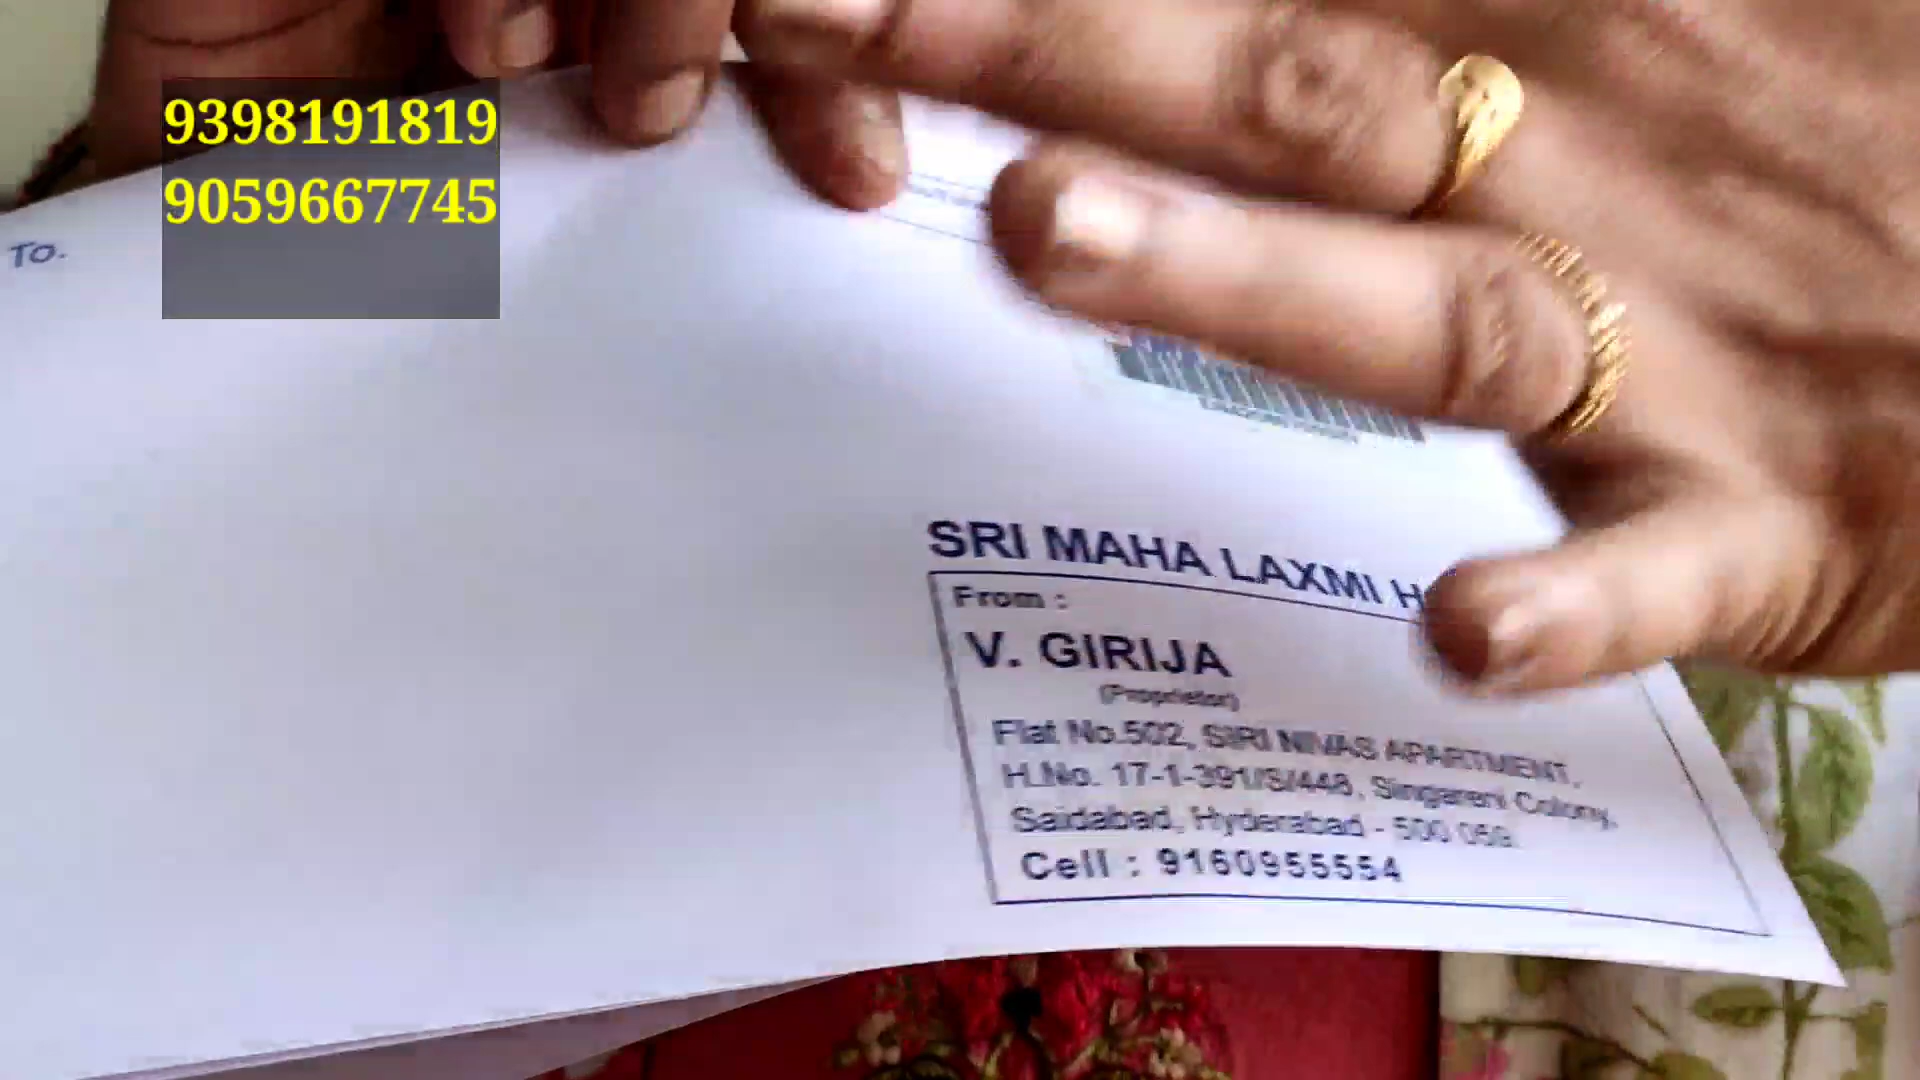 9398191819
9059667745
TO.
SRI MAHA LAXMI H
From :
V. GIRIJA
(Proprietor)
Flat No.502, SIRI NIVAS APARTMENT,
H.No. 17-1-391/S/448, Singareni Colony,
Saidabad, Hyderabad - 500 059.
Cell : 9160955554